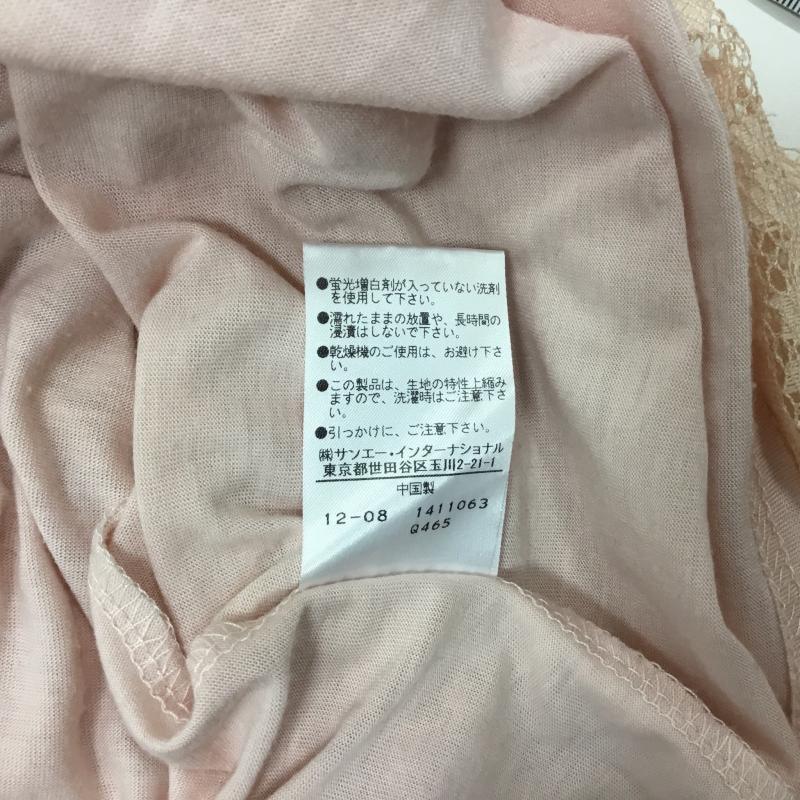 ●蛍光増白剤が入っていない洗剤
を使用して下さい。
●濡れたままの放置や、長時間の
浸漬はしないで下さい。
●乾燥機のご使用は、お避け下さ
い。
●この製品は、生地の特性上縮み
ますので、洗濯時はご注意下さ
い。
●引っかけに、ご注意下さい。
㈱サンエー・インターナショナル
東京都世田谷区玉川2-21-1
中国製
12-08 1411063
Q465